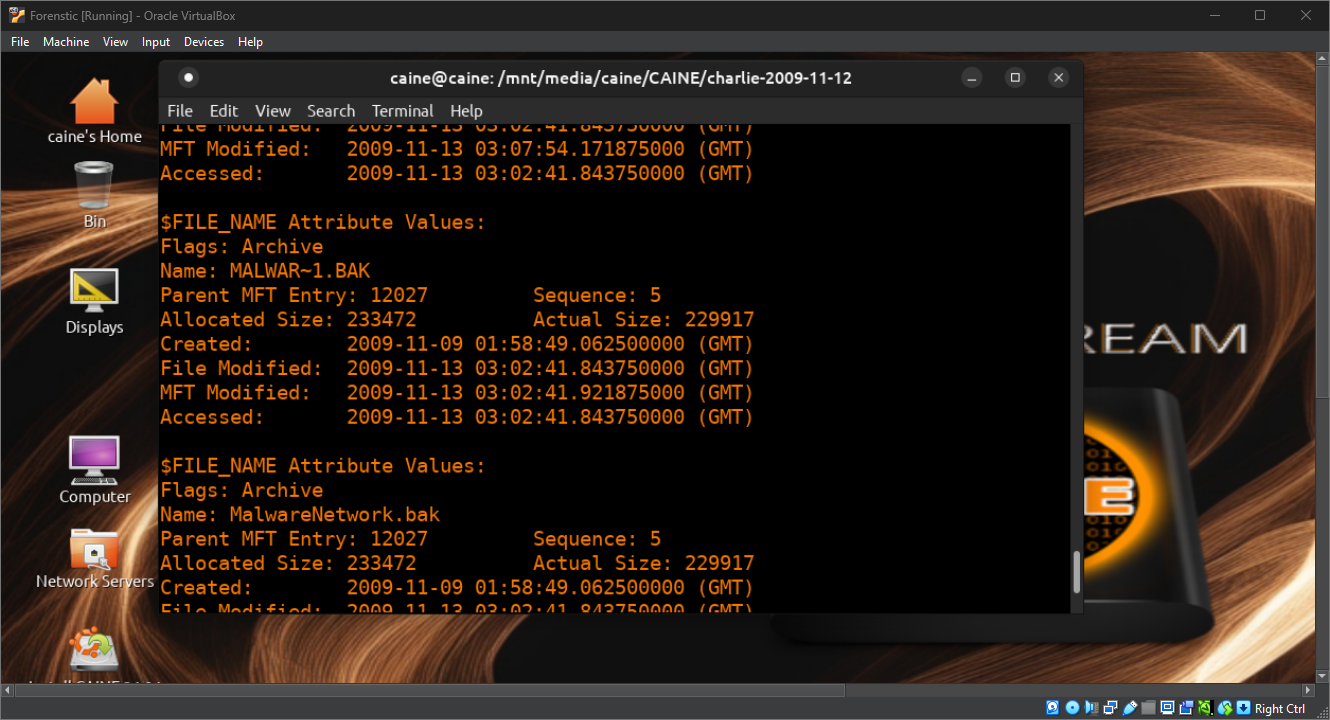 Forenstic [Running] - Oracle VirtualBox
File Machine View Input Devices Help
caine@caine: /mnt/media/caine/CAINE/charlie-2009-11-12
File Edit View Search Terminal Help
caine's Home
Bin
Displays
Computer
Network Servers
File Modified: 2009-11-13 03:02:41.843750000 (GMT)
MFT Modified: 2009-11-13 03:07:54.171875000 (GMT)
Accessed: 2009-11-13 03:02:41.843750000 (GMT)
$FILE_NAME Attribute Values:
Flags: Archive
Name: MALWAR~1.BAK
Parent MFT Entry: 12027 Sequence: 5
Allocated Size: 233472 Actual Size: 229917
Created: 2009-11-09 01:58:49.062500000 (GMT)
File Modified: 2009-11-13 03:02:41.843750000 (GMT)
MFT Modified: 2009-11-13 03:02:41.921875000 (GMT)
Accessed: 2009-11-13 03:02:41.843750000 (GMT)
$FILE_NAME Attribute Values:
Flags: Archive
Name: MalwareNetwork.bak
Parent MFT Entry: 12027 Sequence: 5
Allocated Size: 233472 Actual Size: 229917
Created: 2009-11-09 01:58:49.062500000 (GMT)
File Modified: 2009-11-13 03:02:41.843750000 (GMT)
REAM
E
Right Ctrl